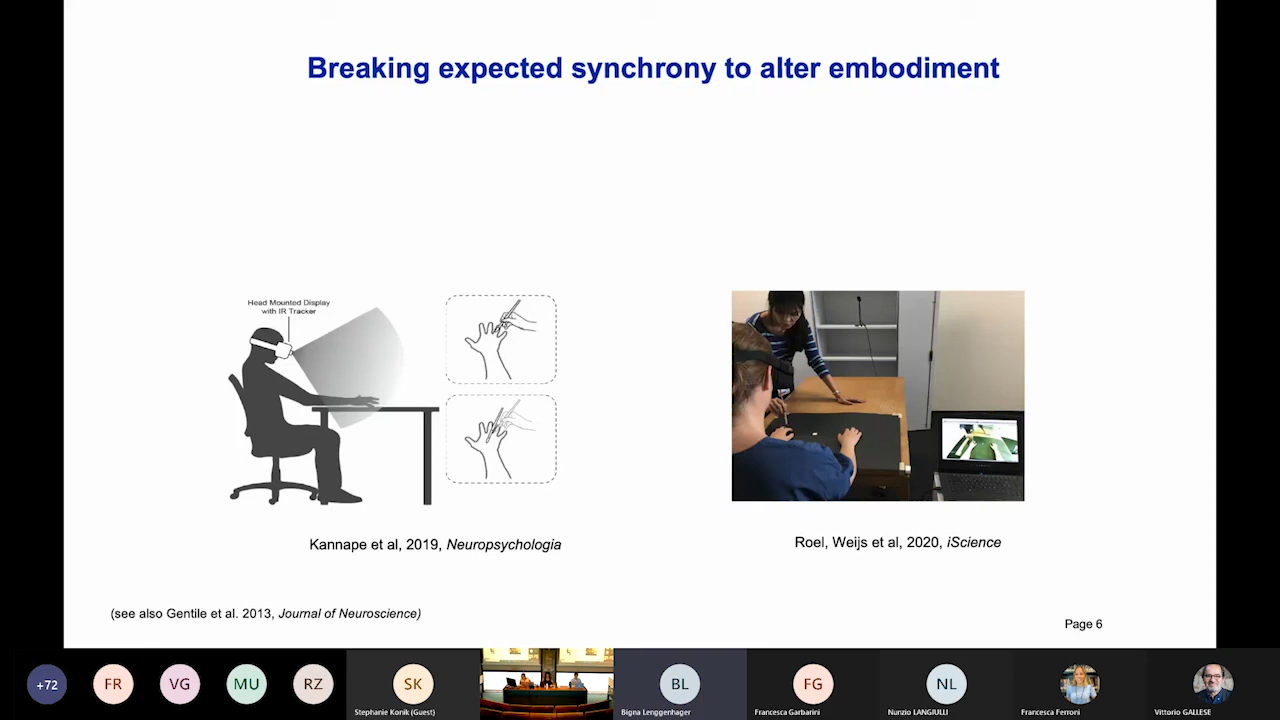 Breaking expected synchrony to alter embodiment
Head Mounted Display
with IR Tracker
Kannape et al, 2019, Neuropsychologia
Roel, Weijs et al, 2020, iScience
(see also Gentile et al. 2013, Journal of Neuroscience)
Page 6
+72
FR
VG
MU
RZ
SK
BL
FG
NL
Stephanie Konik (Guest)
Bigna Lenggenhager
Francesca Garbarini
Nunzio LANGIULLI
Francesca Ferroni
Vittorio GALLESE